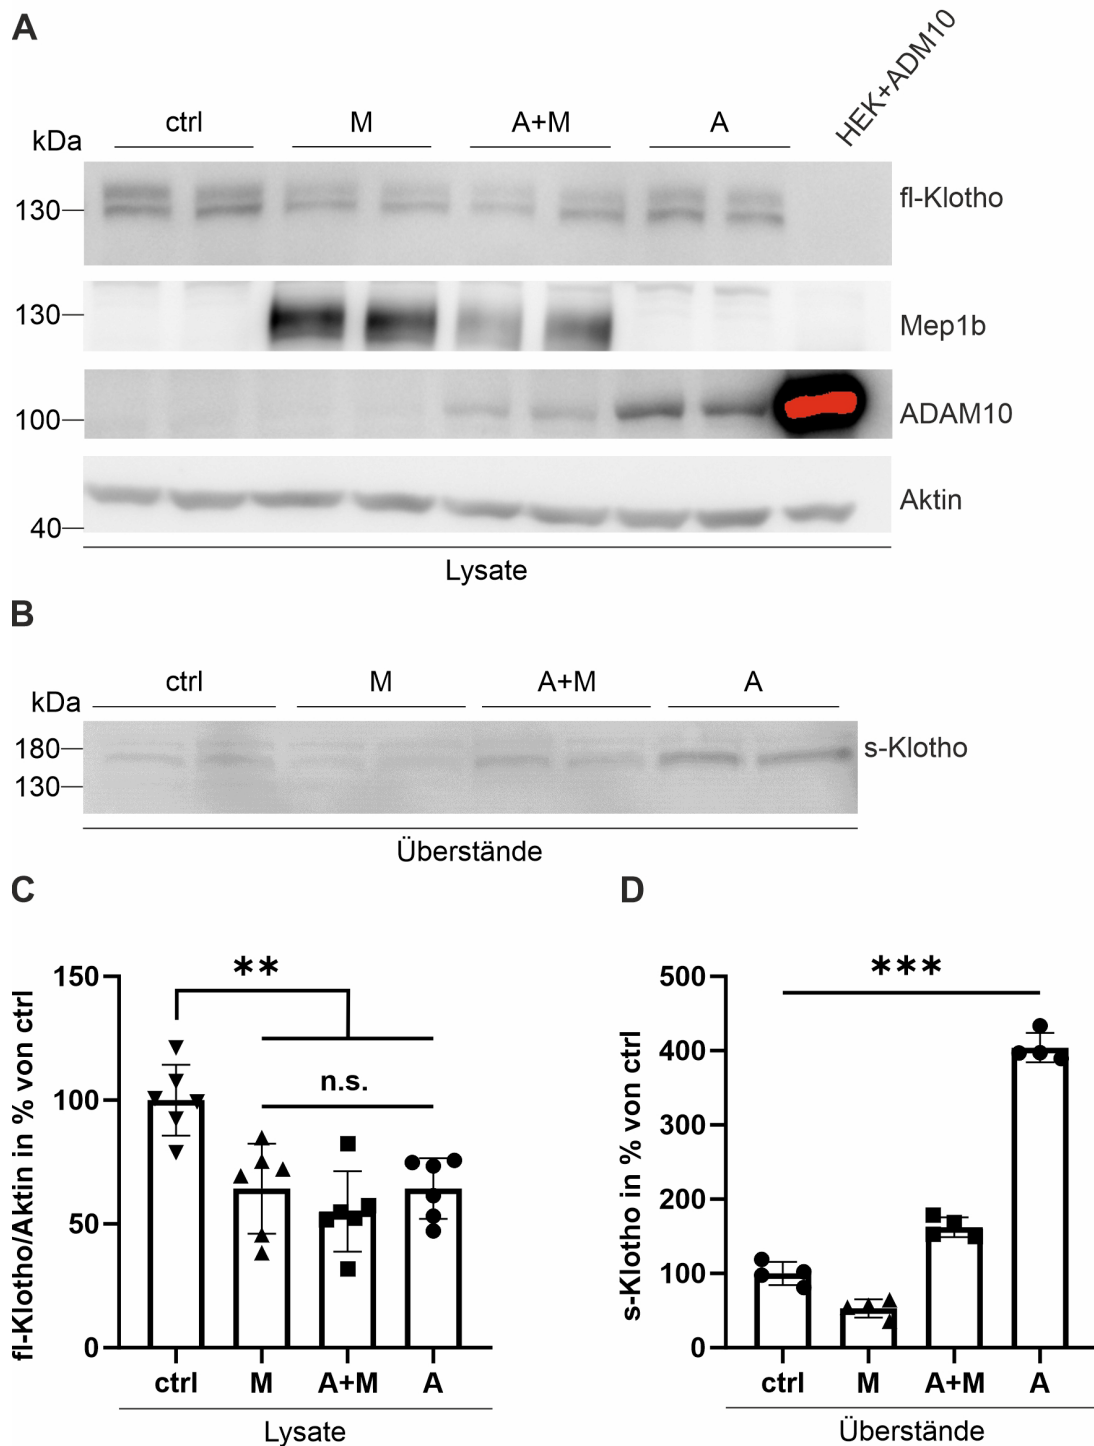 A
HEK+ADM10
ctrl M A+M A
kDa
130
fl-Klotho
130
Mep1b
100
ADAM10
40
Aktin
Lysate
B
ctrl M A+M A
kDa
180
130
s-Klotho
Überstände
C
fl-Klotho/Aktin in % von ctrl
150
100
50
0
**
n.s.
ctrl M A+M A
Lysate
D
s-Klotho in % von ctrl
500
400
300
200
100
0
***
ctrl M A+M A
Überstände